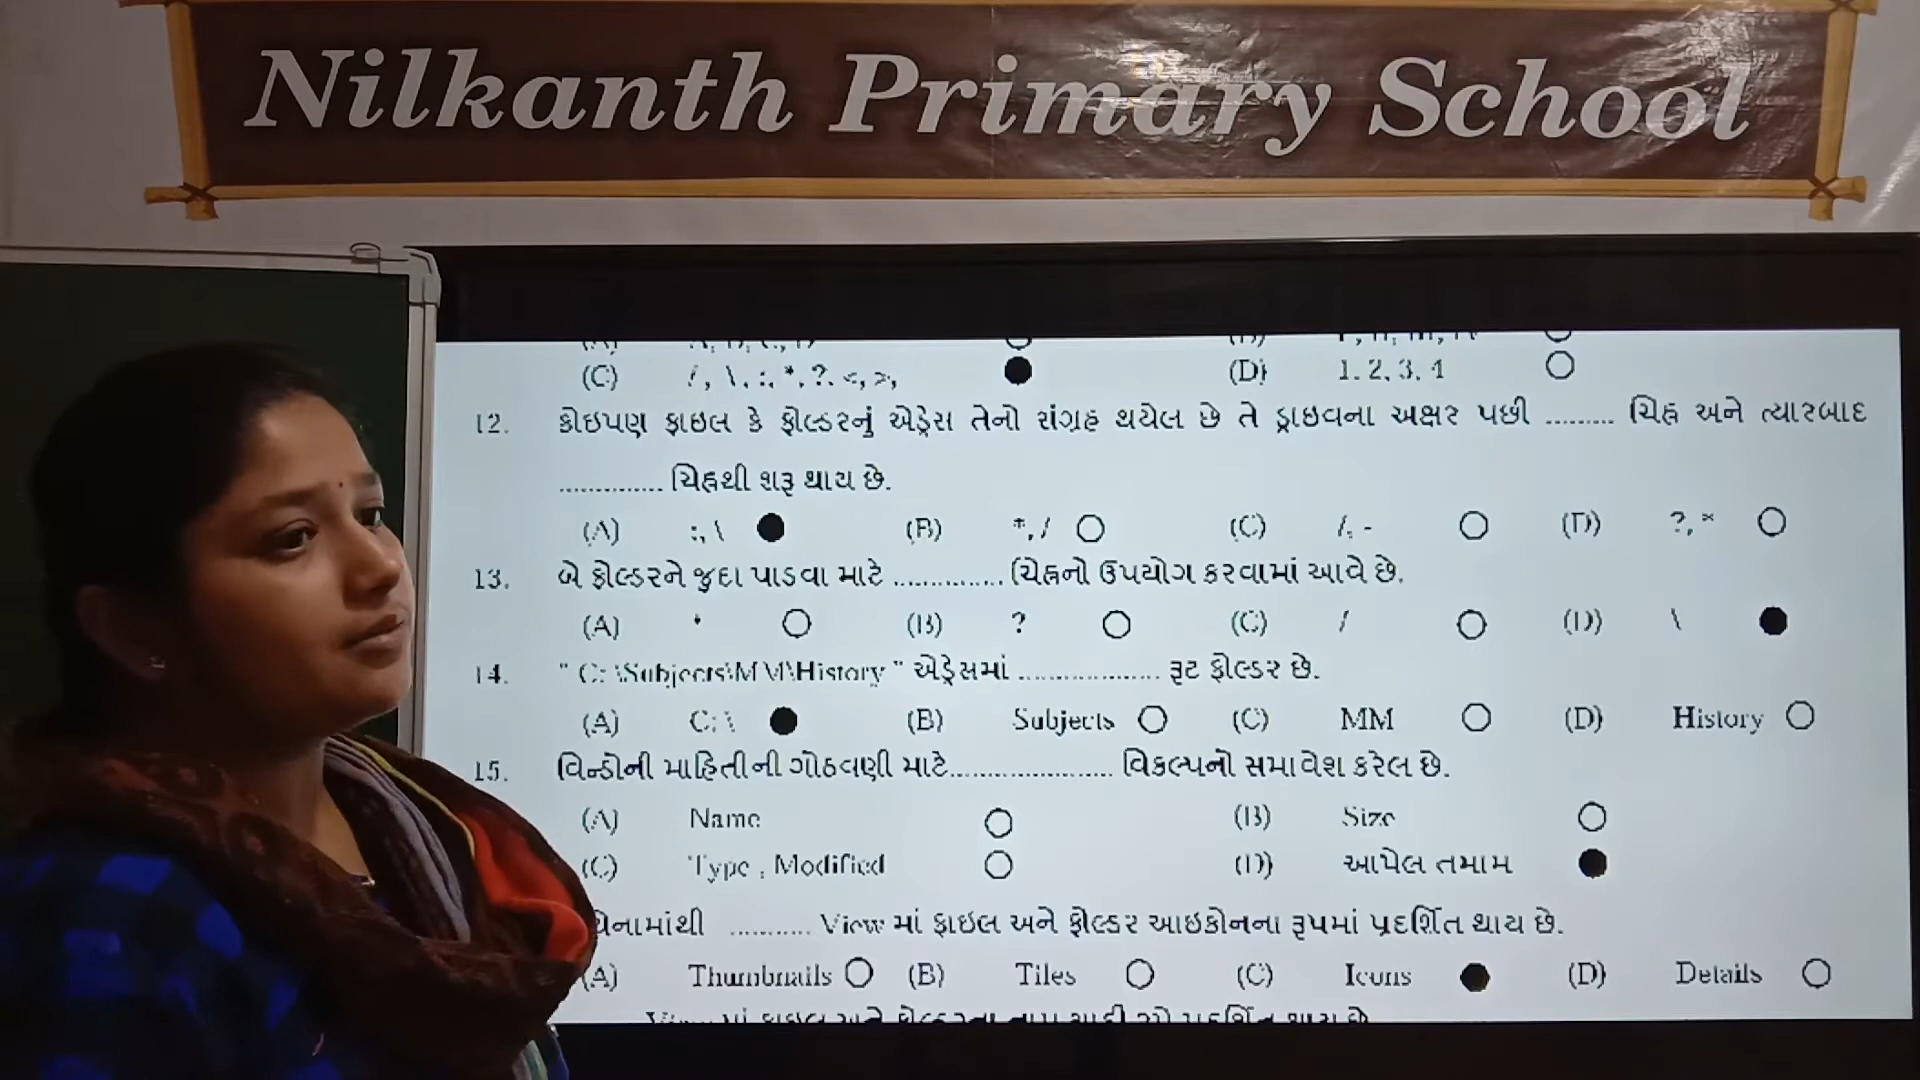 Nilkanth Primary School
(C) /, \, :, *, ?, <, >, (D) 1, 2, 3, 4
12. કોઇપણ ફાઇલ કે ફોલ્ડરનું એડ્રેસ તેનો સંગ્રહ થયેલ છે તે ડ્રાઇવના અક્ષર પછી ......... ચિહ્ન અને ત્યારબાદ
.............. ચિહ્નથી શરૂ થાય છે.
(A) :, \ (B) *, / (C) /, - (D) ?, *
13. બે ફોલ્ડરને જુદા પાડવા માટે .............. ચિહ્નનો ઉપયોગ કરવામાં આવે છે.
(A) (B) ? (C) / (D) \
14. " C: \Subjects\MM\History " એડ્રેસમાં .................. રૂટ ફોલ્ડર છે.
(A) C: \ (B) Subjects (C) MM (D) History
15. વિન્ડોની માહિતીની ગોઠવણી માટે..................... વિકલ્પનો સમાવેશ કરેલ છે.
(A) Name (B) Size
(C) Type , Modified (D) આપેલ તમામ
ચેનામાંથી .......... View માં ફાઇલ અને ફોલ્ડર આઇકોનના રૂપમાં પ્રદર્શિત થાય છે.
(A) Thumbnails (B) Tiles (C) Icons (D) Details